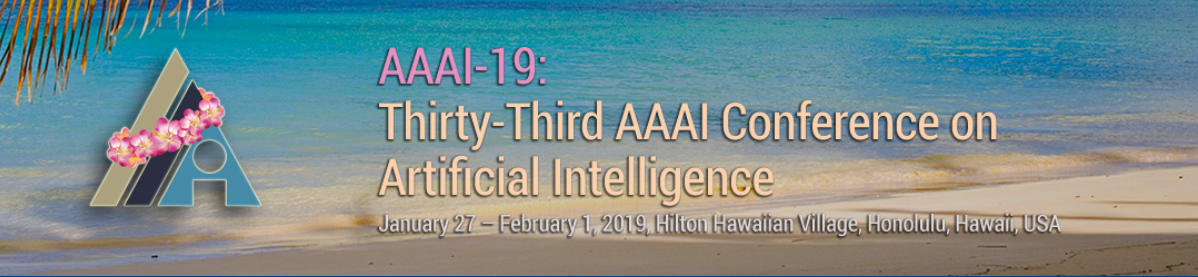 AAAI-19:
Thirty-Third AAAI Conference on
Artificial Intelligence
January 27 – February 1, 2019, Hilton Hawaiian Village, Honolulu, Hawaii, USA